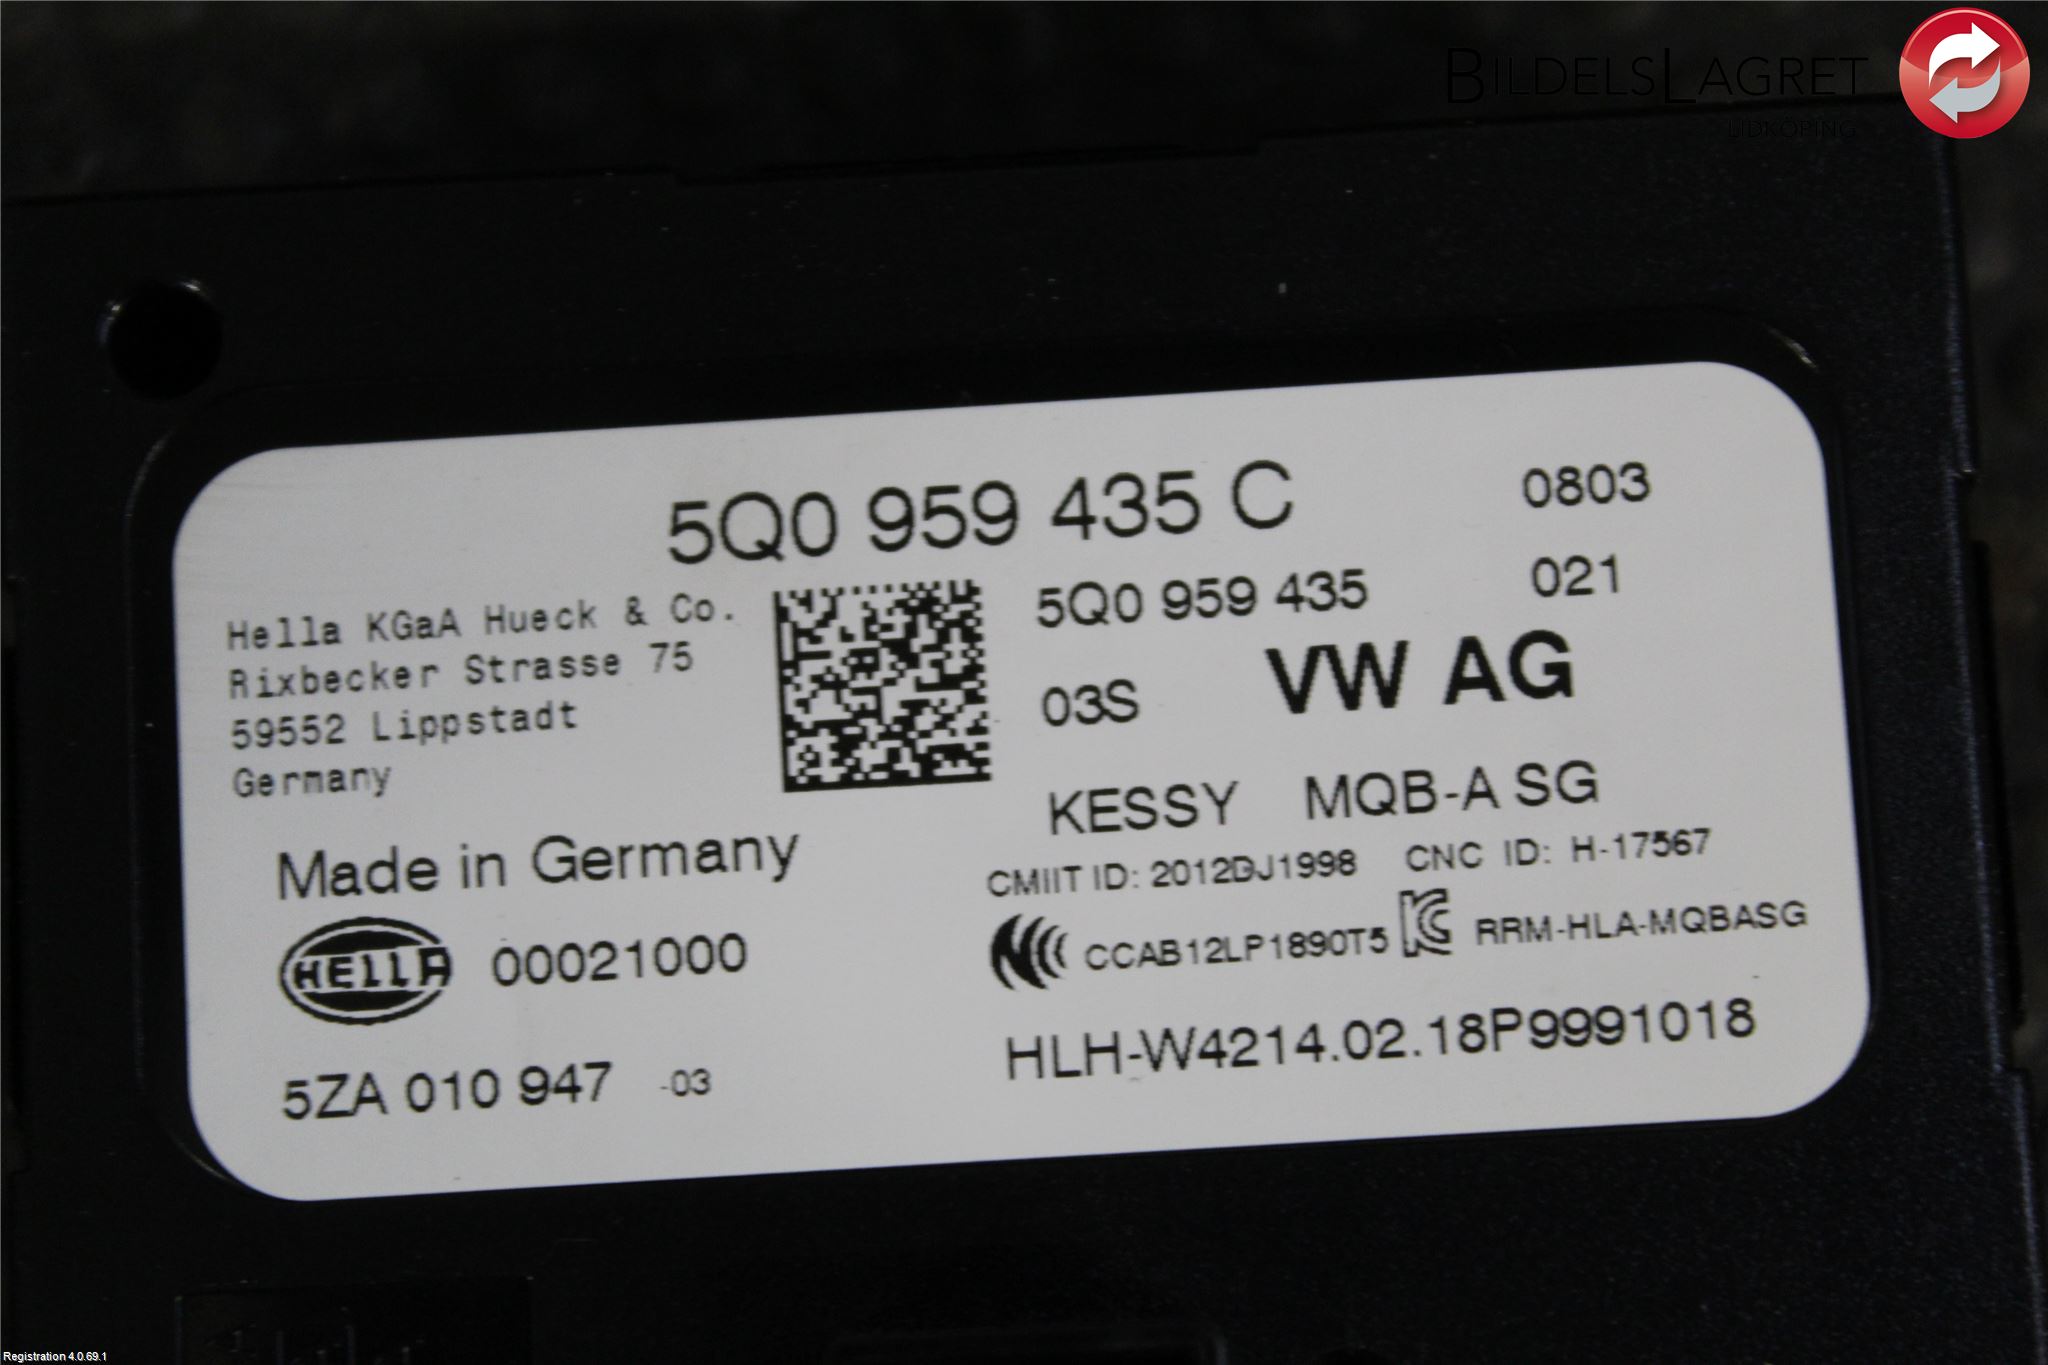 BILDELSLAGRET
LIDKÖPING
5Q0 959 435 C
0803
5Q0 959 435
021
Hella KGaA Hueck & Co.
Rixbecker Strasse 75
59552 Lippstadt
Germany
03S
VW AG
KESSY MQB-A SG
Made in Germany
CMIIT ID: 2012DJ1998 CNC ID: H-17567
HELLA
00021000
CCAB12LP1890T5
RRM-HLA-MQBASG
5ZA 010 947 -03
HLH-W4214.02.18P9991018
Registration 4.0.69.1